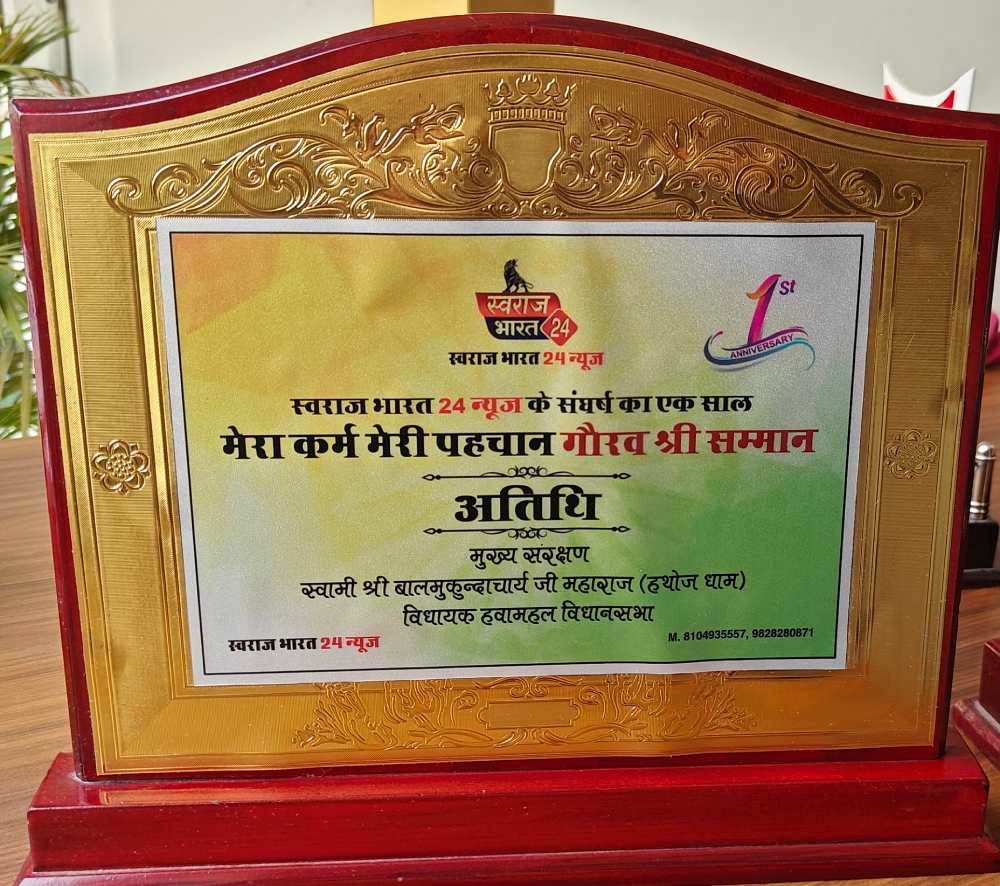 स्वराज
भारत 24
स्वराज भारत 24 न्यूज
1st
ANNIVERSARY
स्वराज भारत 24 न्यूज के संघर्ष का एक साल
मेरा कर्म मेरी पहचान गौरव श्री सम्मान
अतिथि
मुख्य संरक्षण
स्वामी श्री बालमुकुन्दाचार्य जी महाराज (हथोज धाम)
विधायक हवामहल विधानसभा
स्वराज भारत 24 न्यूज
M. 8104935557, 9828280871